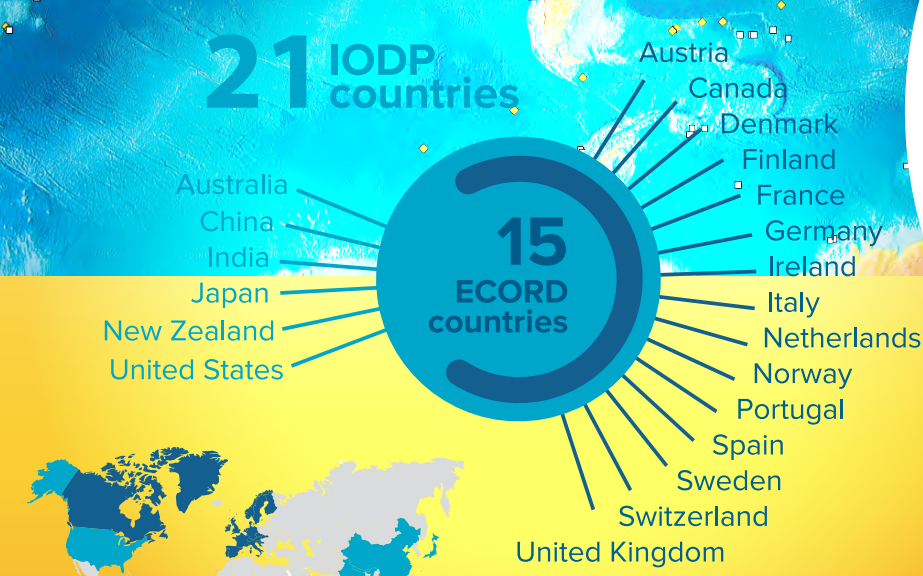 21 IODP
countries
Australia
China
India
Japan
New Zealand
United States
15
ECORD
countries
Austria
Canada
Denmark
Finland
France
Germany
Ireland
Italy
Netherlands
Norway
Portugal
Spain
Sweden
Switzerland
United Kingdom